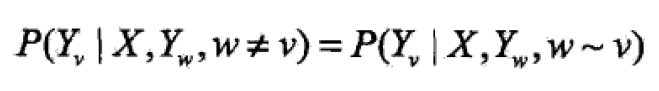 P(Y_v | X, Y_w, w ≠ v) = P(Y_v | X, Y_w, w ~ v)